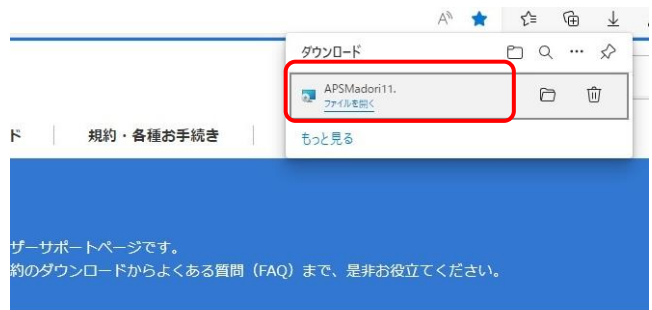 A
ダウンロード
APSMadori11.
ファイルを開く
もっと見る
ド
規約・各種お手続き
ザーサポートページです。
約のダウンロードからよくある質問（FAQ）まで、是非お役立てください。